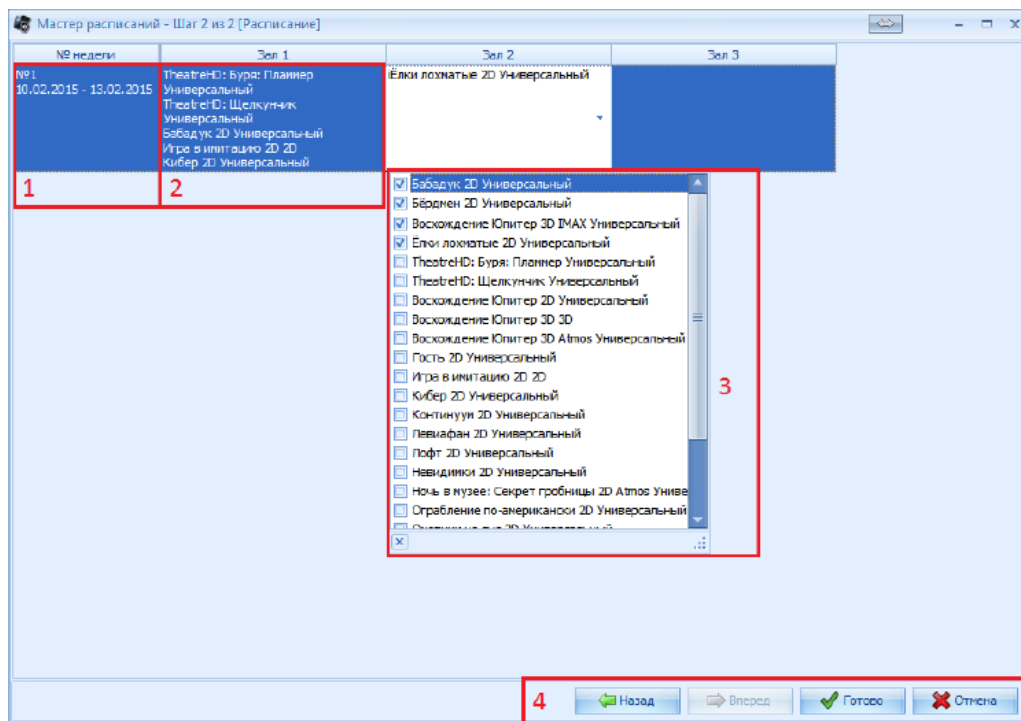 Мастер расписаний - Шаг 2 из 2 [Расписание]
№ недели
Зал 1
Зал 2
Зал 3
№1
10.02.2015 - 13.02.2015
TheatreHD: Буря: Планнер
Универсальный
TheatreHD: Щелкунчик
Универсальный
Бабадук 2D Универсальный
Игра в имитацию 2D 2D
Кибер 2D Универсальный
Ёлки лохматые 2D Универсальный
1
2
Бабадук 2D Универсальный
Бёрдмен 2D Универсальный
Восхождение Юпитер 3D IMAX Универсальный
Ёлки лохматые 2D Универсальный
TheatreHD: Буря: Планнер Универсальный
TheatreHD: Щелкунчик Универсальный
Восхождение Юпитер 2D Универсальный
Восхождение Юпитер 3D 3D
Восхождение Юпитер 3D Atmos Универсальный
Гость 2D Универсальный
Игра в имитацию 2D 2D
Кибер 2D Универсальный
Континуум 2D Универсальный
Левиафан 2D Универсальный
Лофт 2D Универсальный
Невидимки 2D Универсальный
Ночь в музее: Секрет гробницы 2D Atmos Униве
Ограбление по-американски 2D Универсальный
3
4
Назад
Вперед
Готово
Отмена